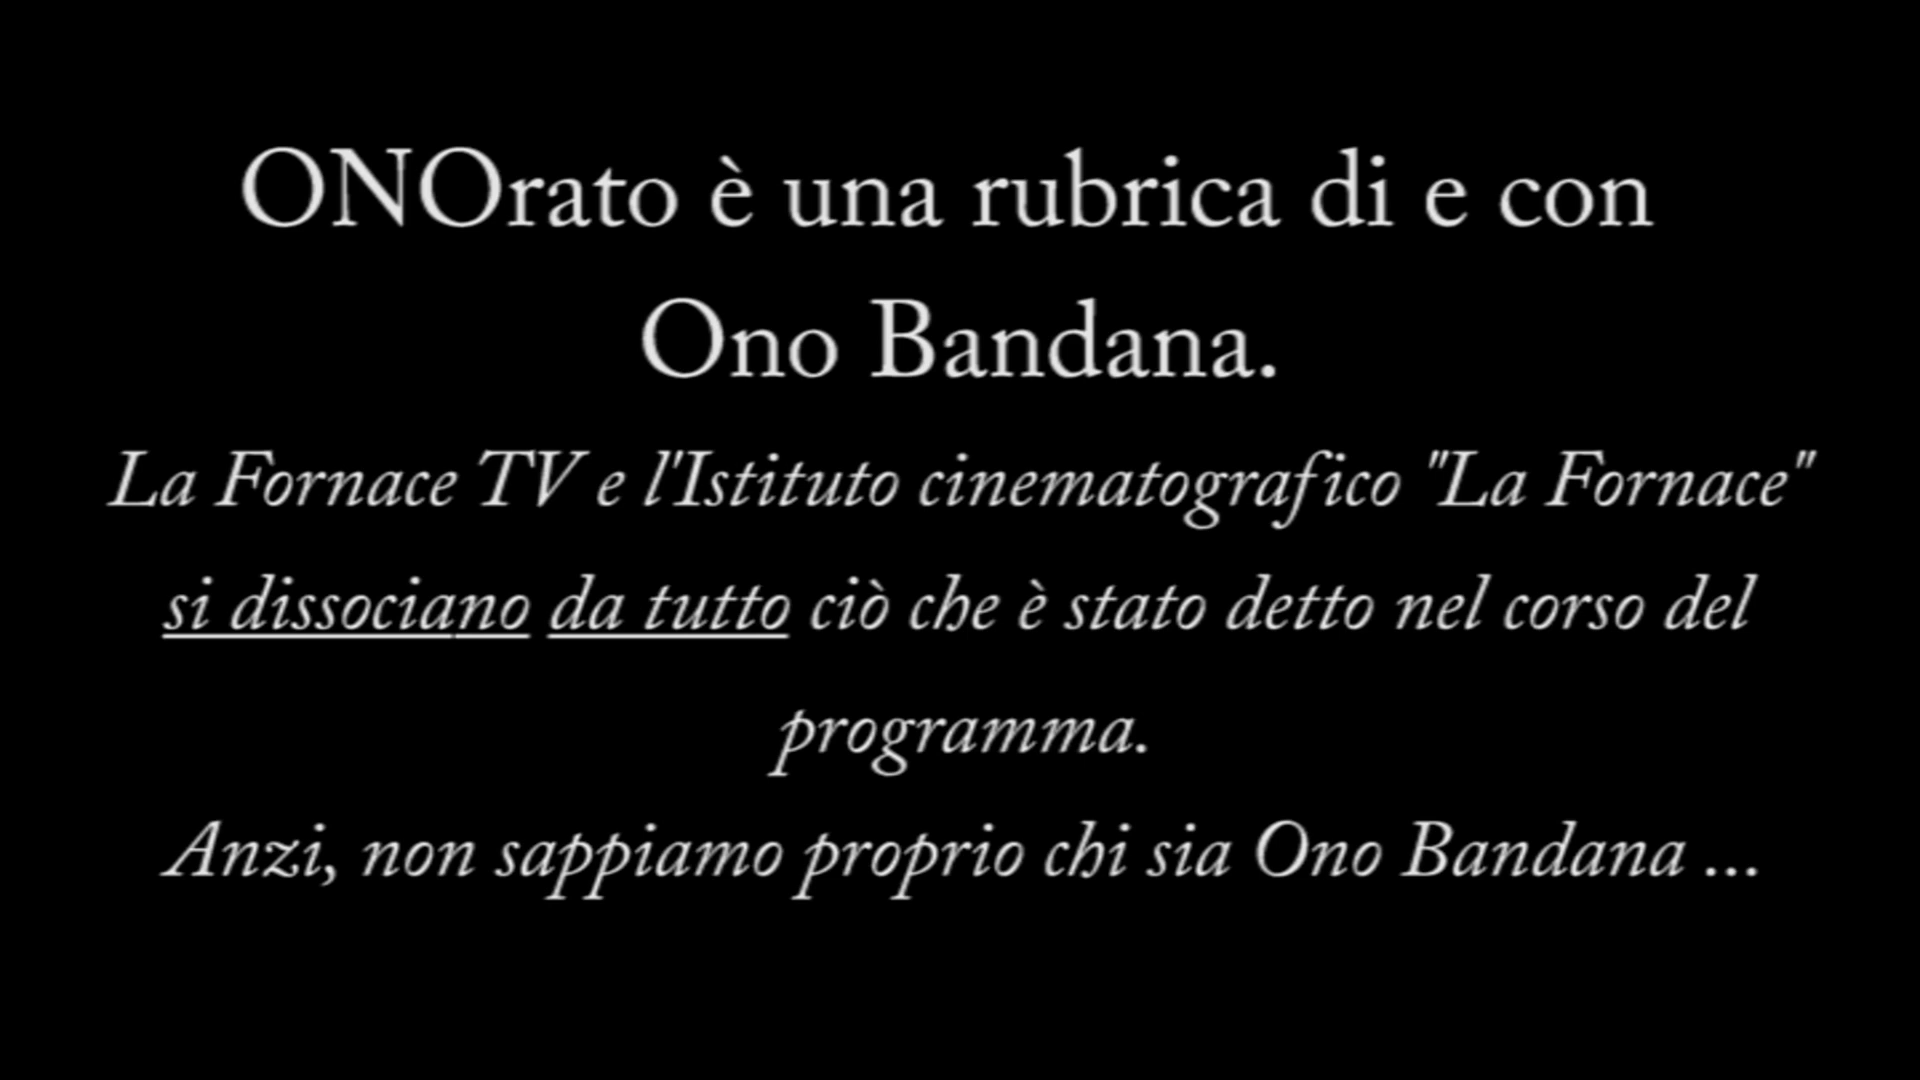 ONOrato è una rubrica di e con
Ono Bandana.
La Fornace TV e l'Istituto cinematografico "La Fornace"
si dissociano da tutto ciò che è stato detto nel corso del
programma.
Anzi, non sappiamo proprio chi sia Ono Bandana ...